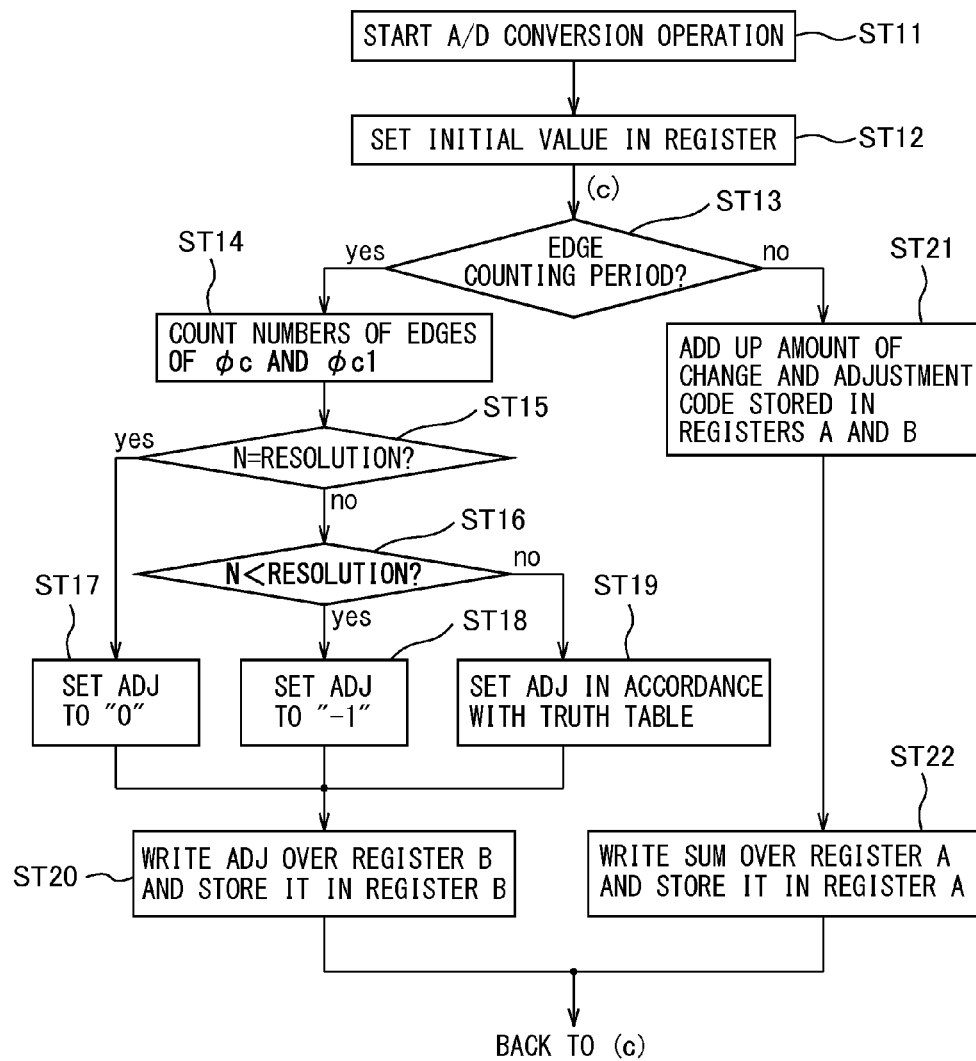 START A/D CONVERSION OPERATION
ST11
SET INITIAL VALUE IN REGISTER
ST12
(c)
ST13
EDGE
COUNTING PERIOD?
yes
no
ST14
COUNT NUMBERS OF EDGES
OF φc AND φc1
ST21
ADD UP AMOUNT OF
CHANGE AND ADJUSTMENT
CODE STORED IN
REGISTERS A AND B
ST15
N=RESOLUTION?
yes
no
ST16
N<RESOLUTION?
no
yes
ST17
SET ADJ
TO "0"
ST18
SET ADJ
TO "-1"
ST19
SET ADJ IN ACCORDANCE
WITH TRUTH TABLE
ST20
WRITE ADJ OVER REGISTER B
AND STORE IT IN REGISTER B
ST22
WRITE SUM OVER REGISTER A
AND STORE IT IN REGISTER A
BACK TO (c)